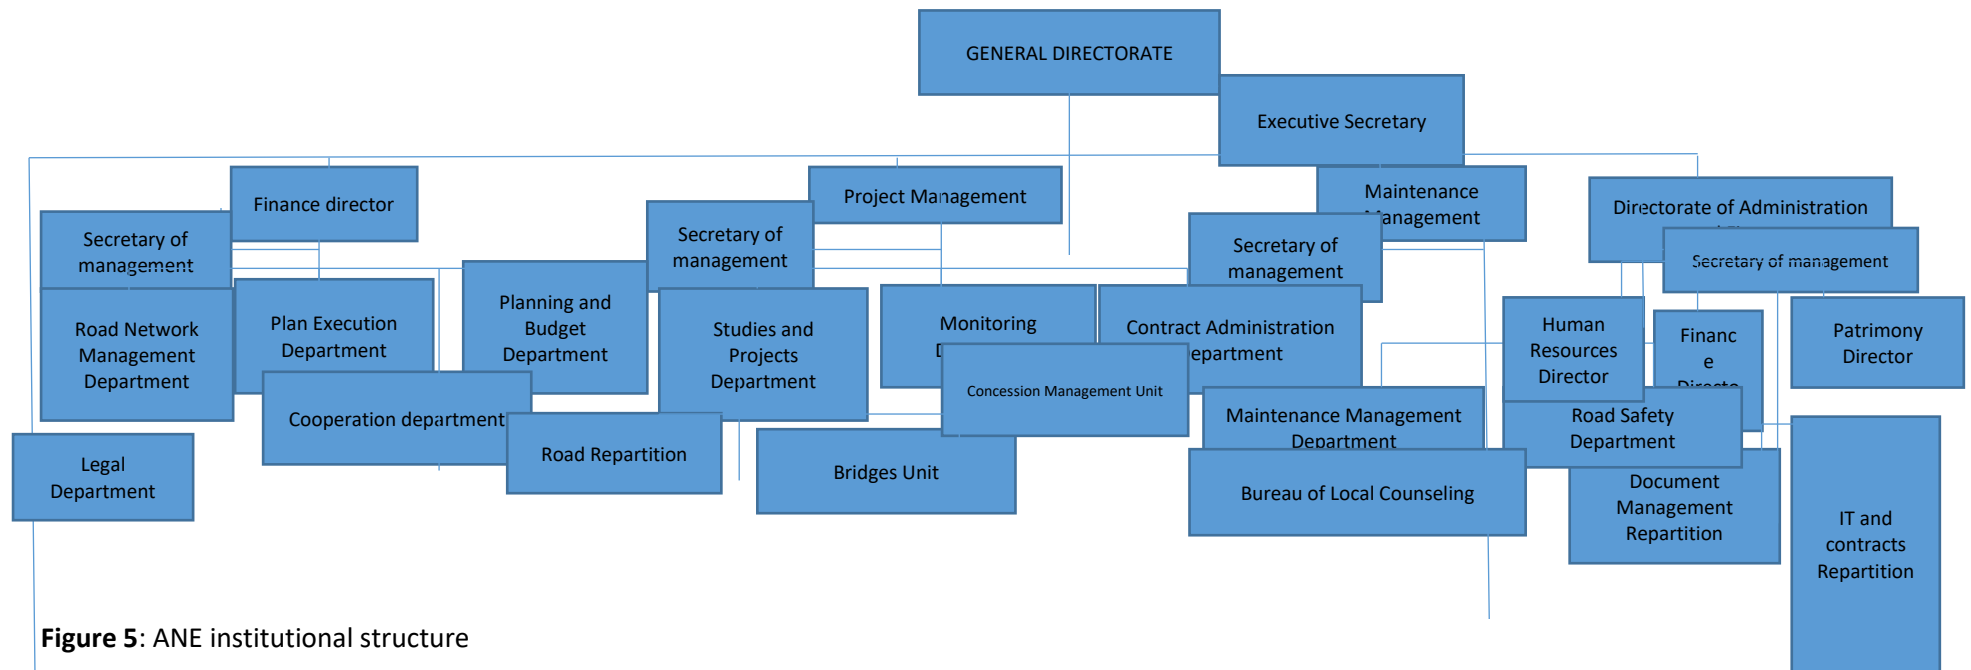 GENERAL DIRECTORATE
Executive Secretary
Finance director
Project Management
Maintenance
Management
Directorate of Administration
Secretary of
management
Secretary of
management
Secretary of
management
Secretary of management
Road Network
Management
Department
Plan Execution
Department
Planning and
Budget
Department
Studies and
Projects
Department
Monitoring
Contract Administration
Department
Human
Resources
Director
Financ
e
Directo
Patrimony
Director
Concession Management Unit
Cooperation department
Road Repartition
Maintenance Management
Department
Road Safety
Department
Legal
Department
Bridges Unit
Bureau of Local Counseling
Document
Management
Repartition
IT and
contracts
Repartition
Figure 5: ANE institutional structure